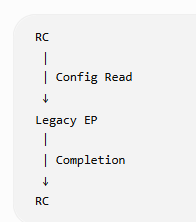 RC
|
| Config Read
↓
Legacy EP
|
| Completion
↓
RC